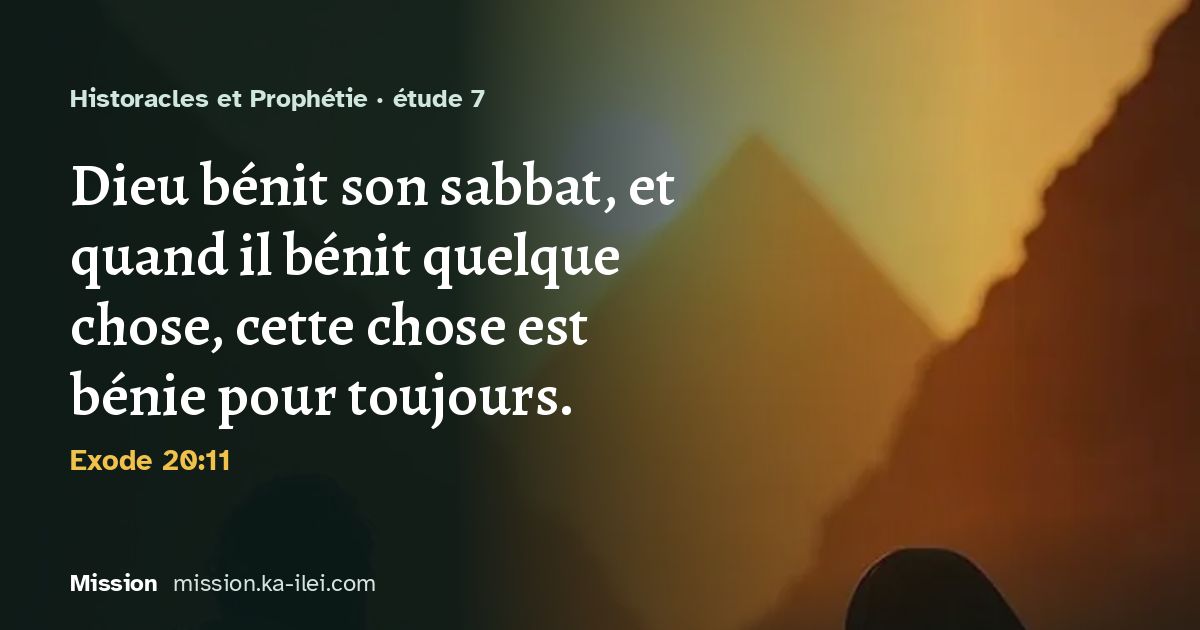 Historacles et Prophétie · étude 7
Dieu bénit son sabbat, et
quand il bénit quelque
chose, cette chose est
bénie pour toujours.
Exode 20:11
Mission mission.ka-ilei.com